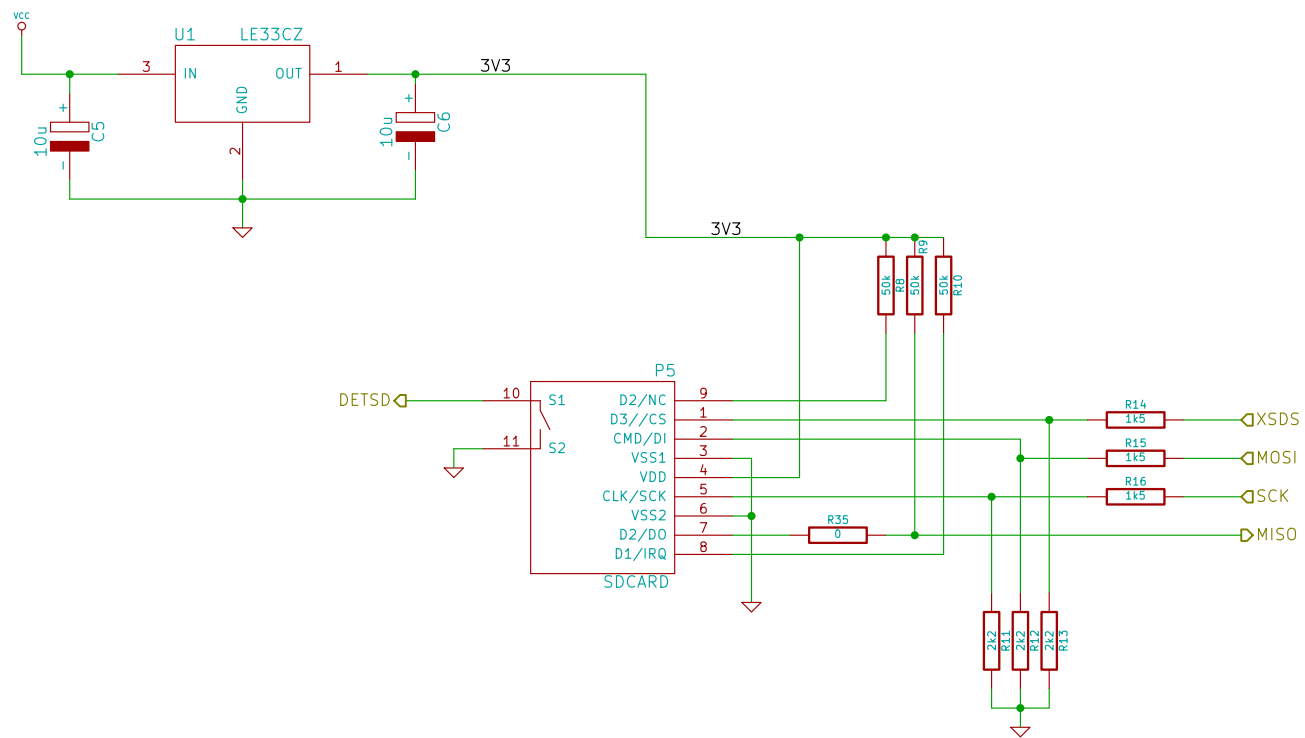 VCC
U1 LE33CZ
3 IN OUT 1 3V3
GND
+ +
10u C5 10u C6
- -
2
3V3
R9
50k R8 50k 50k R10
P5
DETSD 10 S1 D2/NC 9
D3//CS 1 R14 1k5 XSDS
CMD/DI 2
11 S2 VSS1 3 R15 1k5 MOSI
VDD 4
CLK/SCK 5 R16 1k5 SCK
VSS2 6
D2/DO 7 R35 0 MISO
D1/IRQ 8
SDCARD
2k2 R11 2k2 R12 2k2 R13